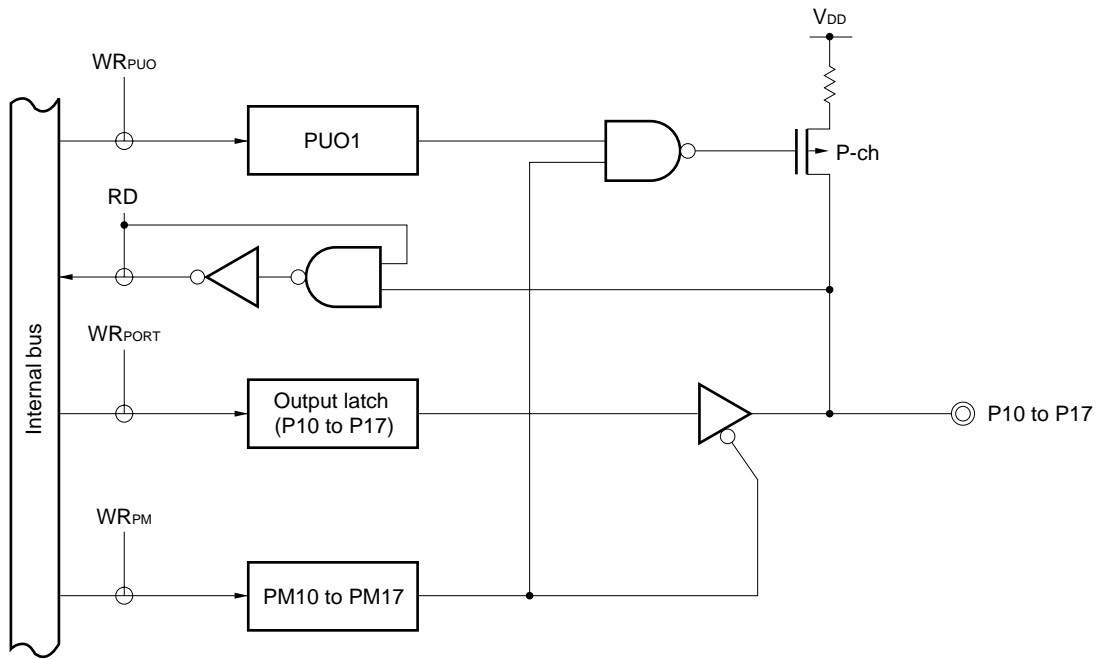 VDD
WRPUO
PUO1
P-ch
RD
WRPORT
Internal bus
Output latch
(P10 to P17)
P10 to P17
WRPM
PM10 to PM17